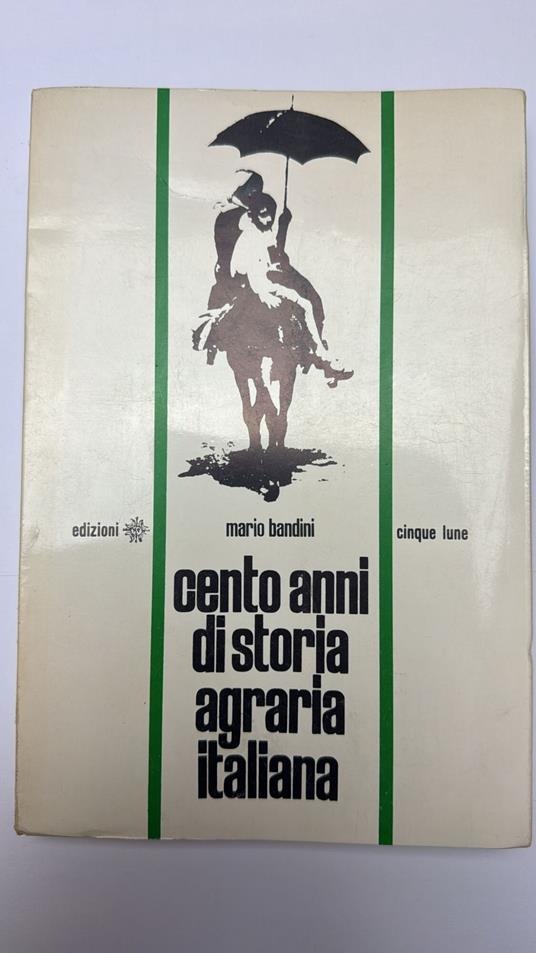 edizioni
mario bandini
cinque lune
cento anni
di storia
agraria
italiana